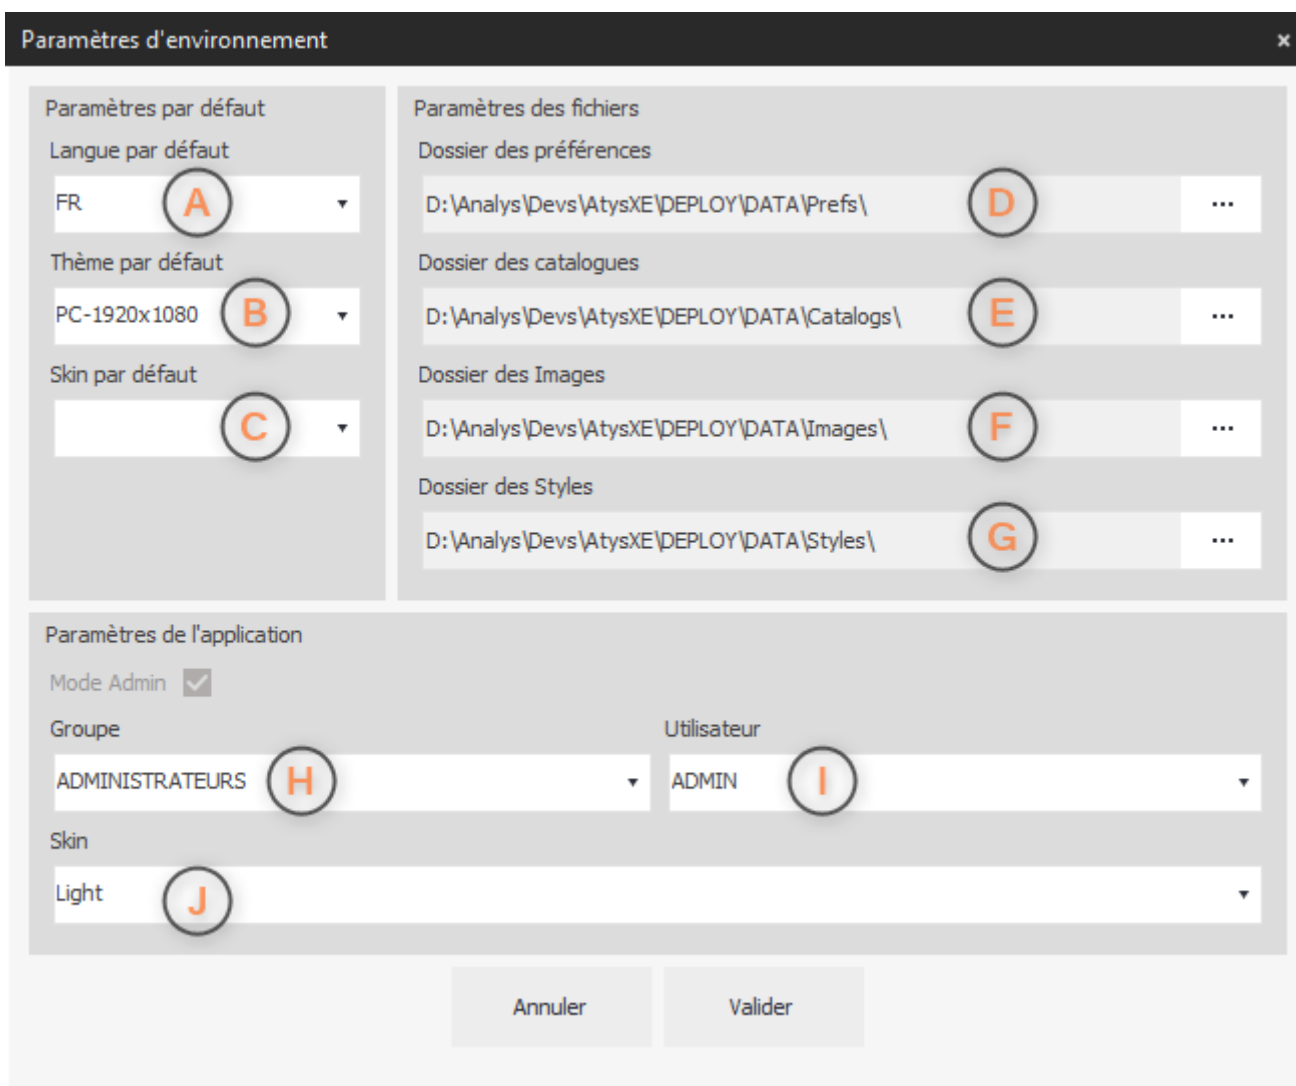 Paramètres d'environnement ×
Paramètres par défaut
Langue par défaut
FR A
Thème par défaut
PC-1920x1080 B
Skin par défaut
C
Paramètres des fichiers
Dossier des préférences
D:\Analys\Devs\AtysXE\DEPLOY\DATA\Prefs\ D ...
Dossier des catalogues
D:\Analys\Devs\AtysXE\DEPLOY\DATA\Catalogs\ E ...
Dossier des Images
D:\Analys\Devs\AtysXE\DEPLOY\DATA\Images\ F ...
Dossier des Styles
D:\Analys\Devs\AtysXE\DEPLOY\DATA\Styles\ G ...
Paramètres de l'application
Mode Admin
Groupe
ADMINISTRATEURS H
Utilisateur
ADMIN I
Skin
Light J
Annuler
Valider